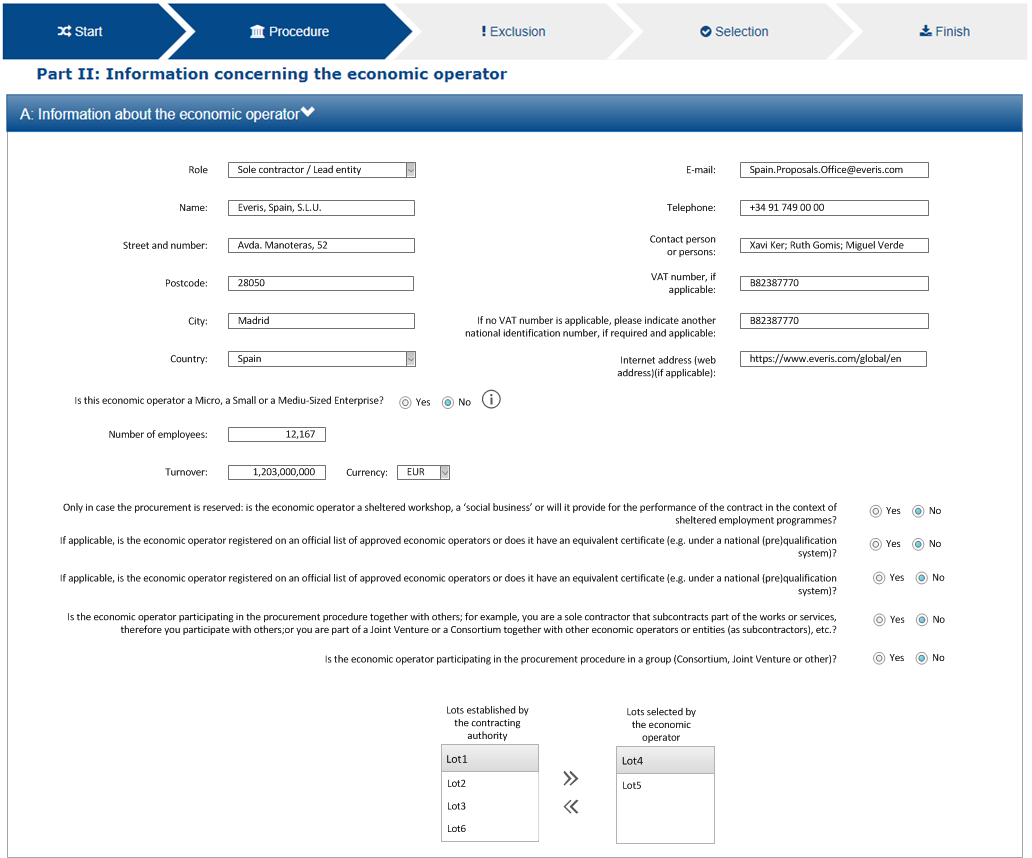 Start
Procedure
Exclusion
Selection
Finish
Part II: Information concerning the economic operator
A: Information about the economic operator
Role
Sole contractor / Lead entity
E-mail:
Spain.Proposals.Office@everis.com
Name:
Everis, Spain, S.L.U.
Telephone:
+34 91 749 00 00
Street and number:
Avda. Manoteras, 52
Contact person
or persons:
Xavi Ker; Ruth Gomis; Miguel Verde
Postcode:
28050
VAT number, if
applicable:
B82387770
City:
Madrid
If no VAT number is applicable, please indicate another
national identification number, if required and applicable:
B82387770
Country:
Spain
Internet address (web
address)(if applicable):
https://www.everis.com/global/en
Is this economic operator a Micro, a Small or a Mediu-Sized Enterprise?
Yes
No
i
Number of employees:
12,167
Turnover:
1,203,000,000
Currency:
EUR
Only in case the procurement is reserved: is the economic operator a sheltered workshop, a ‘social business’ or will it provide for the performance of the contract in the context of
sheltered employment programmes?
Yes
No
If applicable, is the economic operator registered on an official list of approved economic operators or does it have an equivalent certificate (e.g. under a national (pre)qualification
system)?
Yes
No
If applicable, is the economic operator registered on an official list of approved economic operators or does it have an equivalent certificate (e.g. under a national (pre)qualification
system)?
Yes
No
Is the economic operator participating in the procurement procedure together with others; for example, you are a sole contractor that subcontracts part of the works or services,
therefore you participate with others;or you are part of a Joint Venture or a Consortium together with other economic operators or entities (as subcontractors), etc.?
Yes
No
Is the economic operator participating in the procurement procedure in a group (Consortium, Joint Venture or other)?
Yes
No
Lots established by
the contracting
authority
Lot1
Lot2
Lot3
Lot6
Lots selected by
the economic
operator
Lot4
Lot5